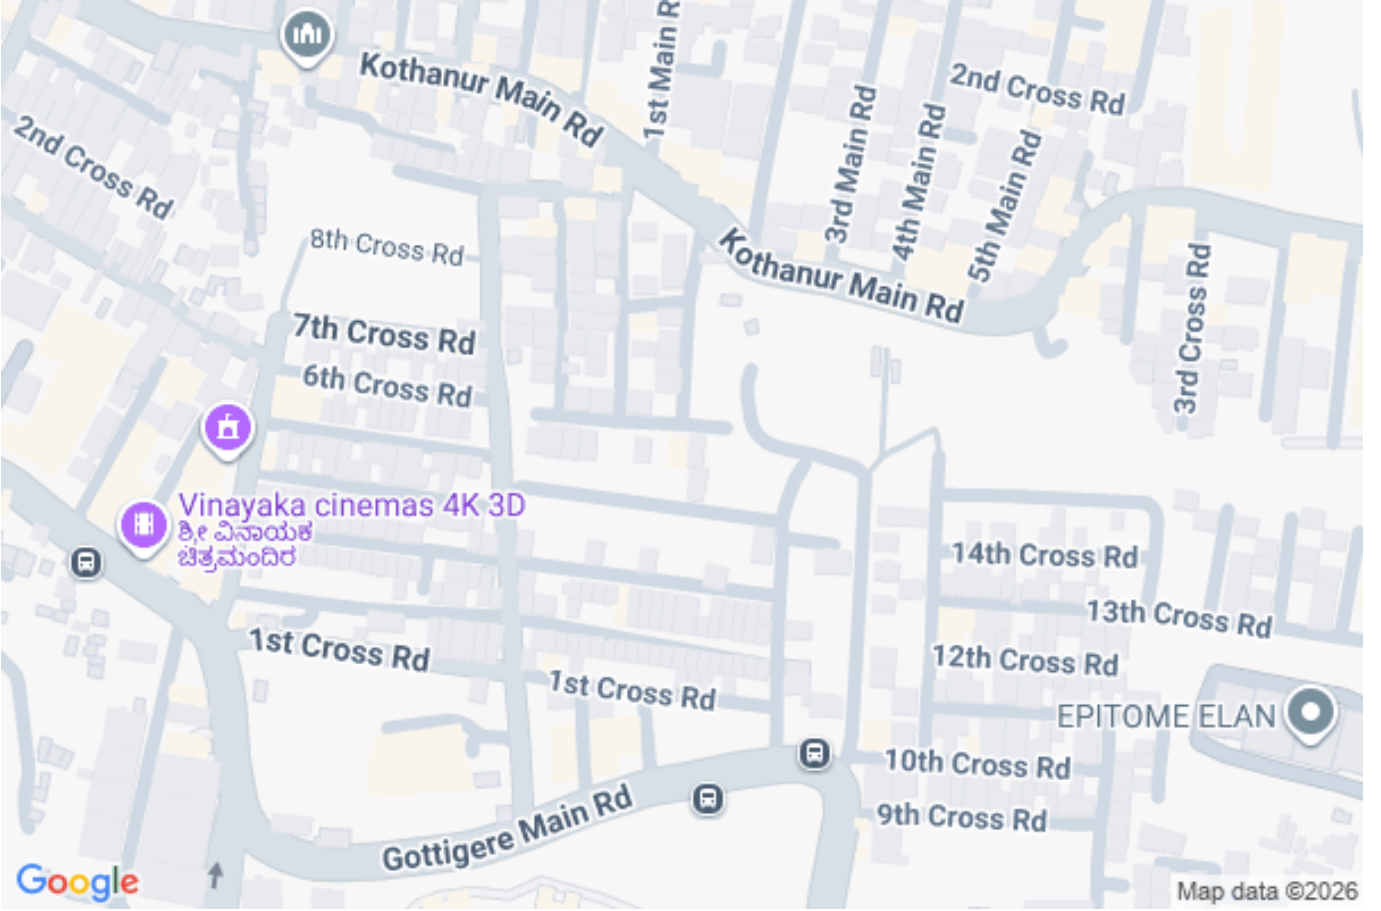 Kothanur Main Rd
1st Main R
2nd Cross Rd
3rd Main Rd
4th Main Rd
5th Main Rd
2nd Cross Rd
8th Cross Rd
Kothanur Main Rd
3rd Cross Rd
7th Cross Rd
6th Cross Rd
Vinayaka cinemas 4K 3D
ಶ್ರೀ ವಿನಾಯಕ
ಚಿತ್ರಮಂದಿರ
14th Cross Rd
13th Cross Rd
1st Cross Rd
12th Cross Rd
1st Cross Rd
EPITOME ELAN
10th Cross Rd
9th Cross Rd
Gottigere Main Rd
Google
Map data ©2026